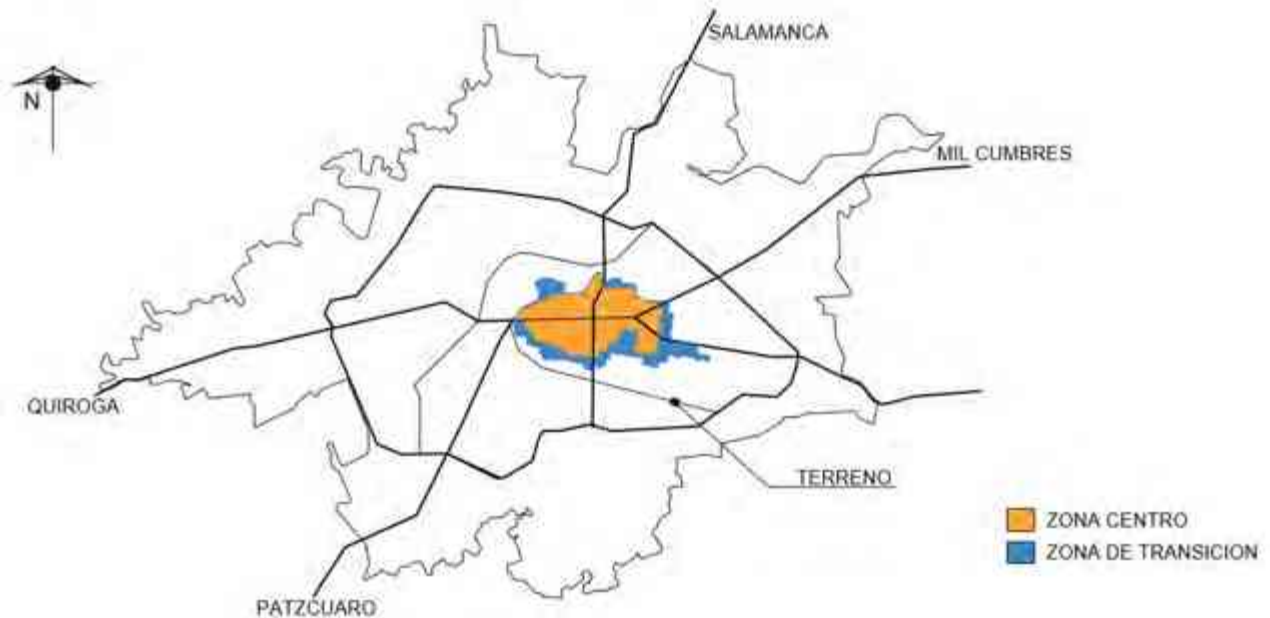 SALAMANCA
N
MIL CUMBRES
QUIROGA
TERRENO
ZONA CENTRO
ZONA DE TRANSICION
PATZCUARO